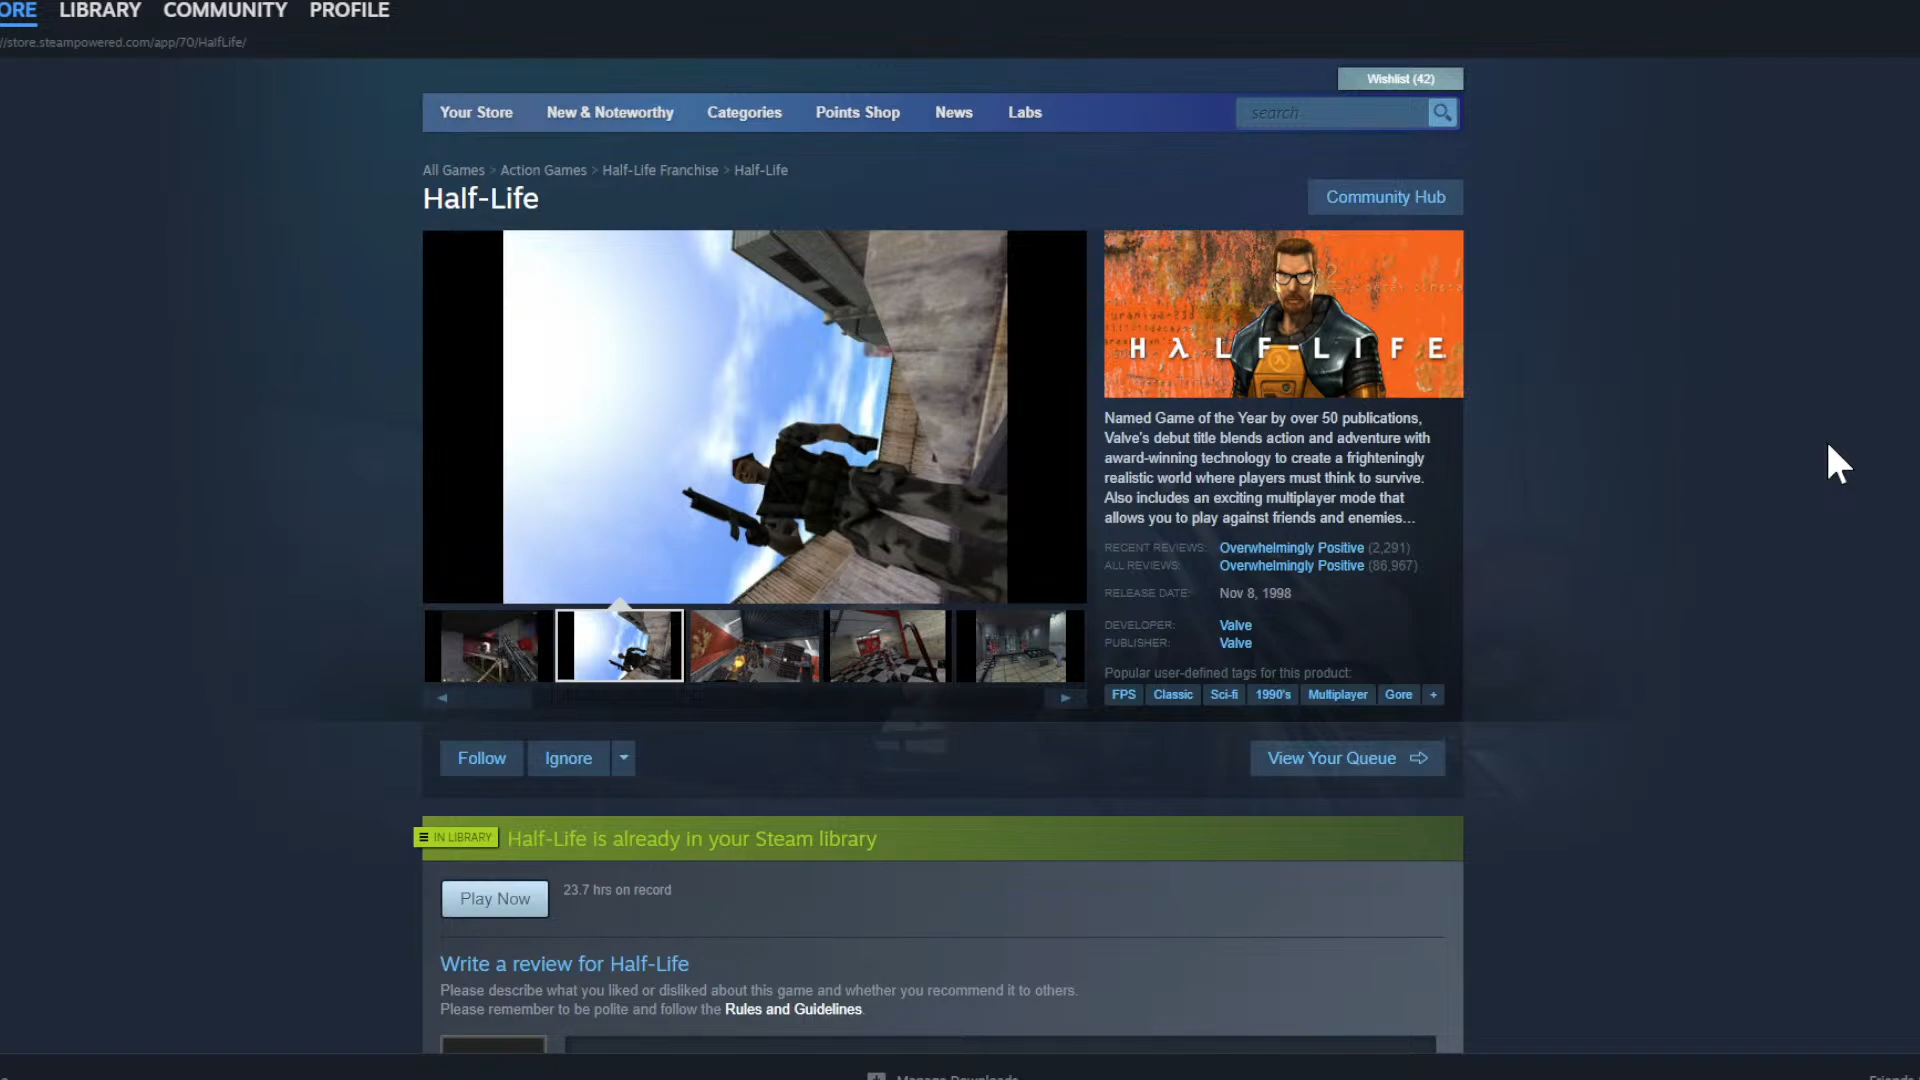 ORE LIBRARY COMMUNITY PROFILE
//store.steampowered.com/app/70/HalfLife/
Wishlist (42)
Your Store New & Noteworthy Categories Points Shop News Labs
search
All Games > Action Games > Half-Life Franchise > Half-Life
Half-Life
Community Hub
HλLF-LIFE
Named Game of the Year by over 50 publications,
Valve's debut title blends action and adventure with
award-winning technology to create a frighteningly
realistic world where players must think to survive.
Also includes an exciting multiplayer mode that
allows you to play against friends and enemies...
RECENT REVIEWS: Overwhelmingly Positive (2,291)
ALL REVIEWS: Overwhelmingly Positive (86,967)
RELEASE DATE: Nov 8, 1998
DEVELOPER: Valve
PUBLISHER: Valve
Popular user-defined tags for this product:
FPS Classic Sci-fi 1990's Multiplayer Gore +
Follow Ignore
View Your Queue
IN LIBRARY Half-Life is already in your Steam library
Play Now 23.7 hrs on record
Write a review for Half-Life
Please describe what you liked or disliked about this game and whether you recommend it to others.
Please remember to be polite and follow the Rules and Guidelines.
Manage Downloads